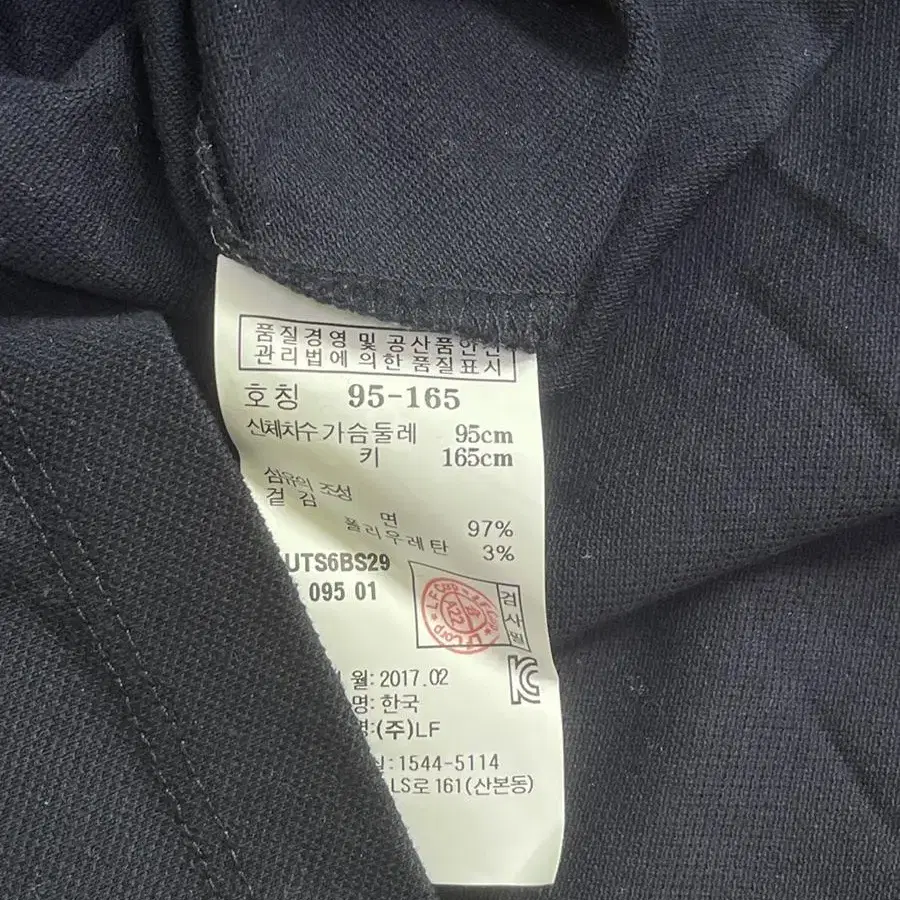 품질경영 및 공산품안전
관리법에 의한 품질표시
호칭 95-165
신체차수 가슴둘레 95cm
키 165cm
섬유의 조성
겉감
면 97%
폴리우레탄 3%
UTS6BS29
095 01
검사필
월: 2017.02
명: 한국
명:(주)LF
실:1544-5114
LS로 161(산본동)